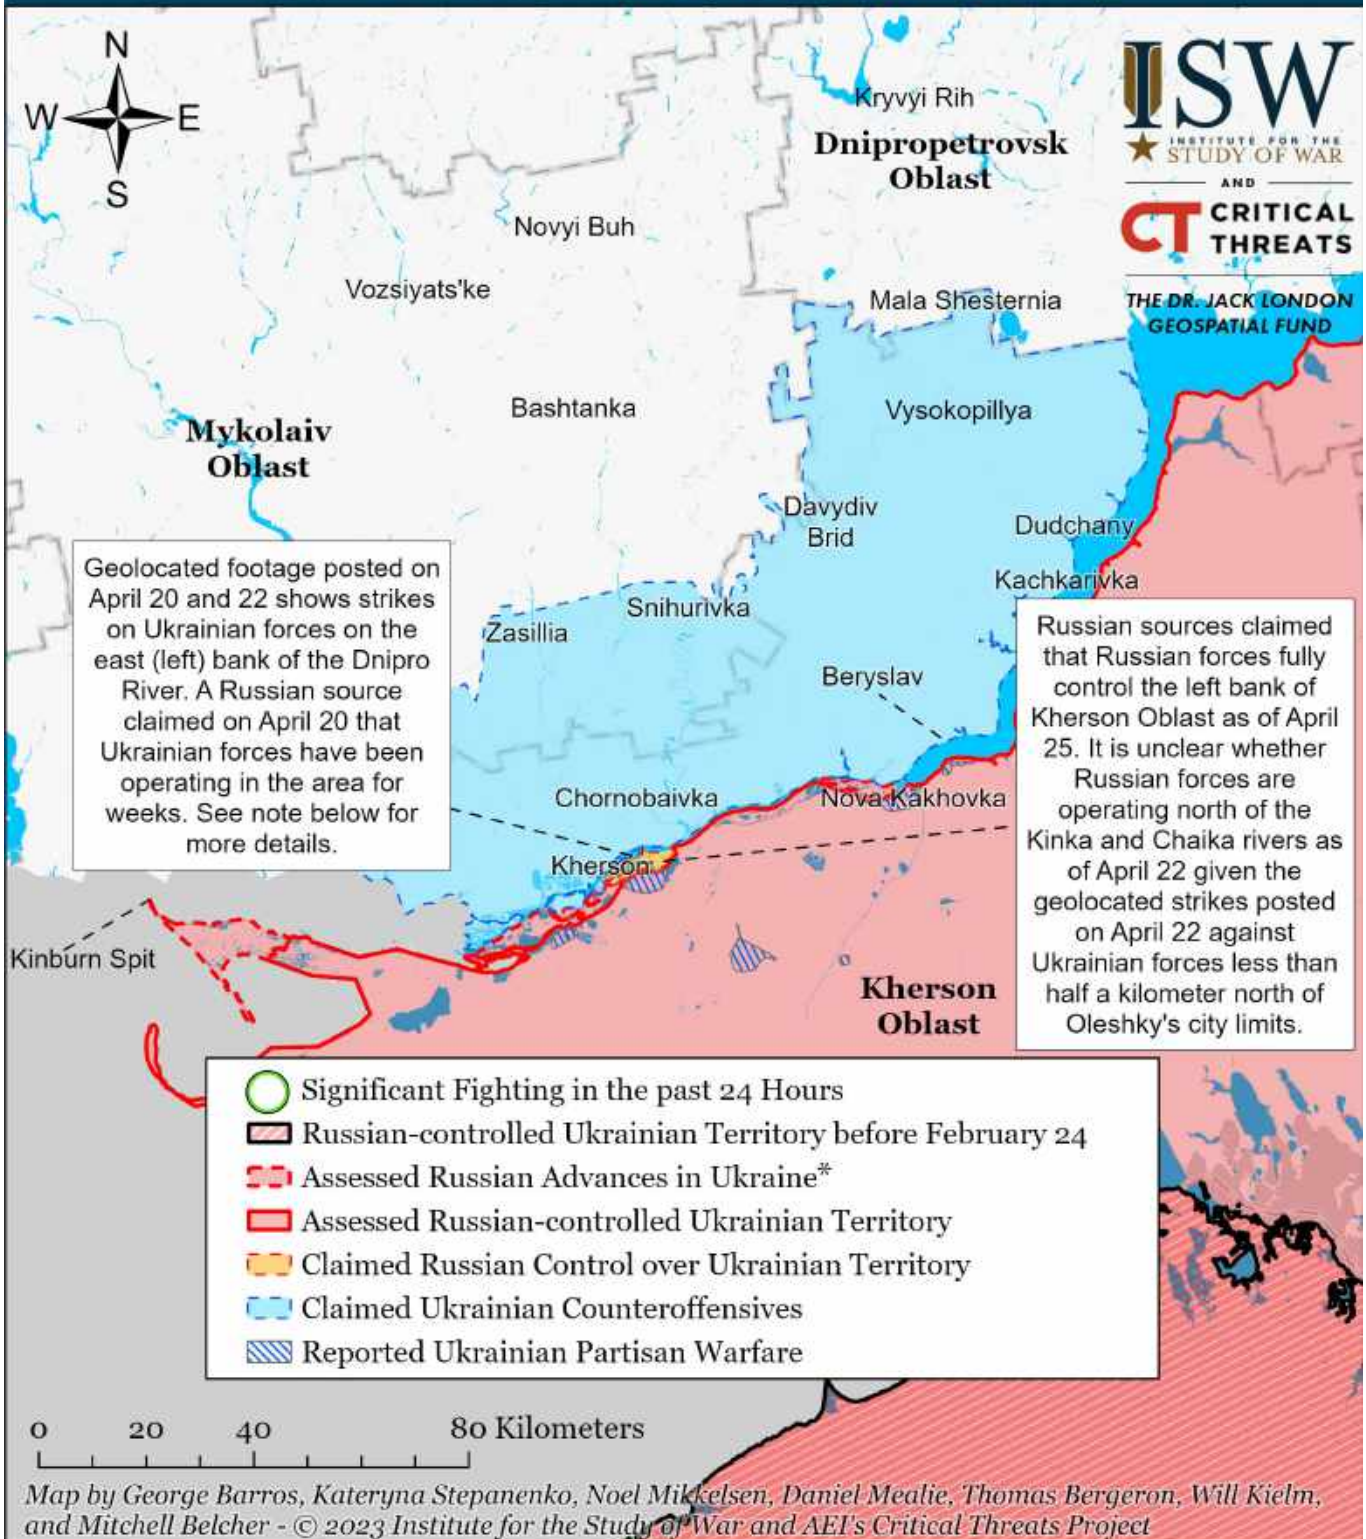 N
W E
S
ISW
INSTITUTE FOR THE
STUDY OF WAR
AND
CT CRITICAL
THREATS
THE DR. JACK LONDON
GEOSPATIAL FUND
Kryvyi Rih
Dnipropetrovsk
Oblast
Novyi Buh
Vozsiyats'ke
Mala Shesternia
Bashtanka
Vysokopillya
Mykolaiv
Oblast
Davydiv
Brid
Dudchany
Kachkarivka
Snihurivka
Zasillia
Beryslav
Geolocated footage posted on
April 20 and 22 shows strikes
on Ukrainian forces on the
east (left) bank of the Dnipro
River. A Russian source
claimed on April 20 that
Ukrainian forces have been
operating in the area for
weeks. See note below for
more details.
Russian sources claimed
that Russian forces fully
control the left bank of
Kherson Oblast as of April
25. It is unclear whether
Russian forces are
operating north of the
Kinka and Chaika rivers as
of April 22 given the
geolocated strikes posted
on April 22 against
Ukrainian forces less than
half a kilometer north of
Oleshky's city limits.
Chornobaivka
Nova Kakhovka
Kherson
Kinburn Spit
Kherson
Oblast
Significant Fighting in the past 24 Hours
Russian-controlled Ukrainian Territory before February 24
Assessed Russian Advances in Ukraine*
Assessed Russian-controlled Ukrainian Territory
Claimed Russian Control over Ukrainian Territory
Claimed Ukrainian Counteroffensives
Reported Ukrainian Partisan Warfare
0 20 40 80 Kilometers
Map by George Barros, Kateryna Stepanenko, Noel Mikkelsen, Daniel Mealie, Thomas Bergeron, Will Kielm,
and Mitchell Belcher - © 2023 Institute for the Study of War and AEI's Critical Threats Project